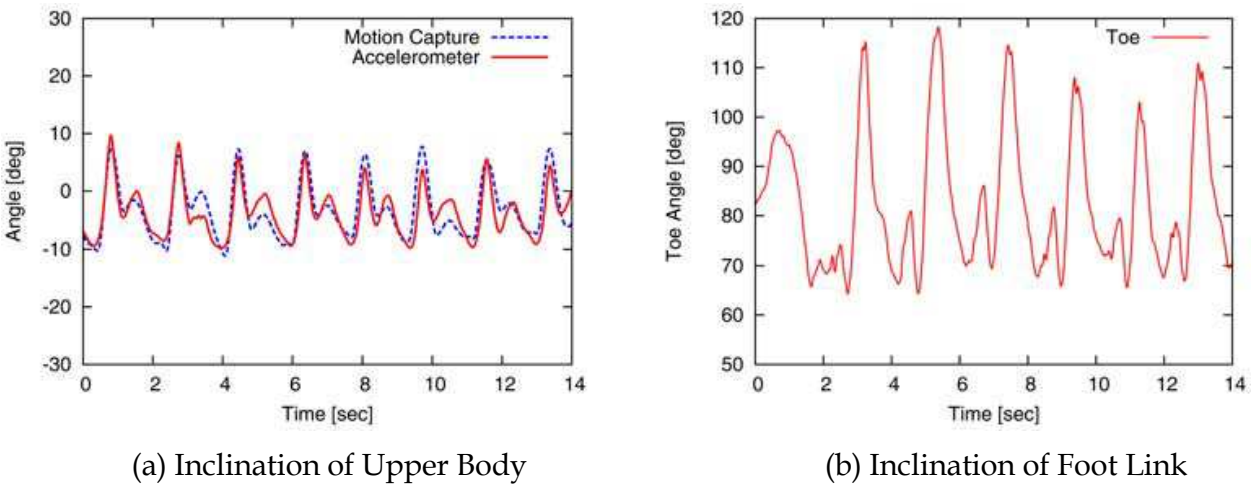 30
20
10
0
-10
-20
-30
0 2 4 6 8 10 12 14
Angle [deg]
Time [sec]
Motion Capture
Accelerometer
(a) Inclination of Upper Body
120
110
100
90
80
70
60
50
0 2 4 6 8 10 12 14
Toe Angle [deg]
Time [sec]
Toe
(b) Inclination of Foot Link